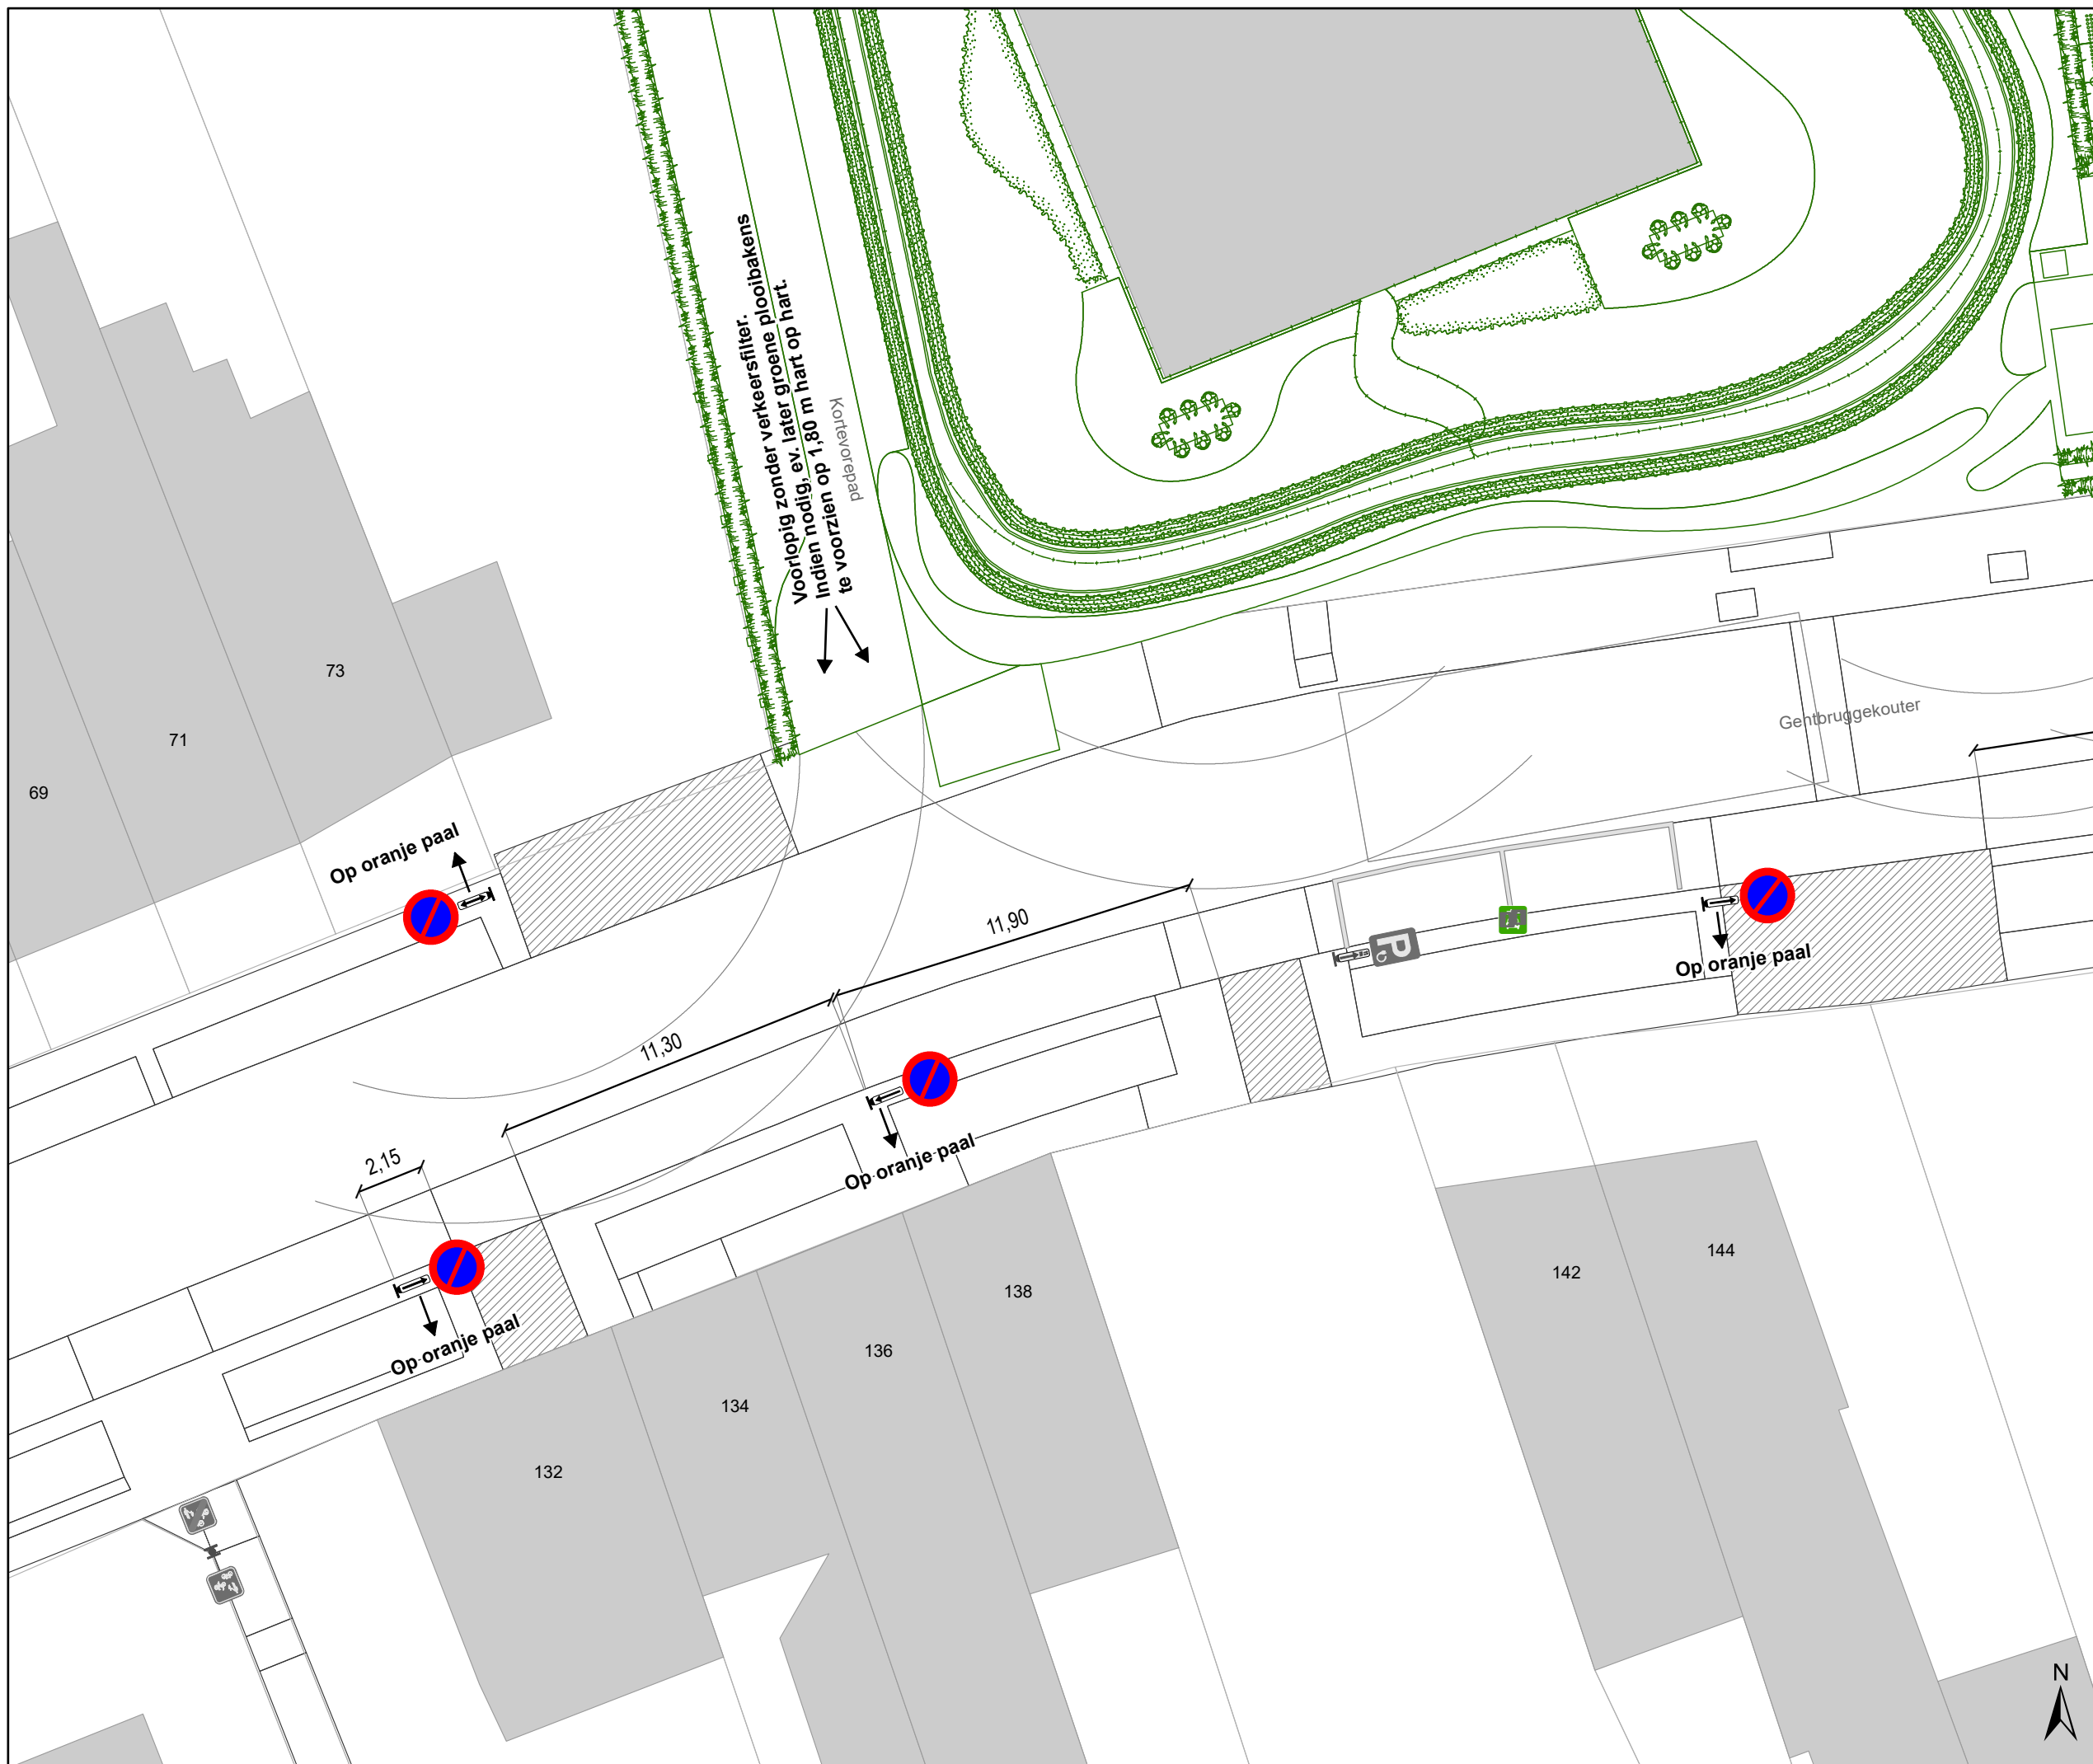 Voorlopig zonder verkeersfilter.
Indien nodig, ev. later groene plooibakens
te voorzien op 1,80 m hart op hart.
Kortevorepad
73
71
69
Gentbruggekouter
Op oranje paal
11,90
P
Op oranje paal
11,30
Op oranje paal
2,15
Op oranje paal
138
142
144
136
134
132
N